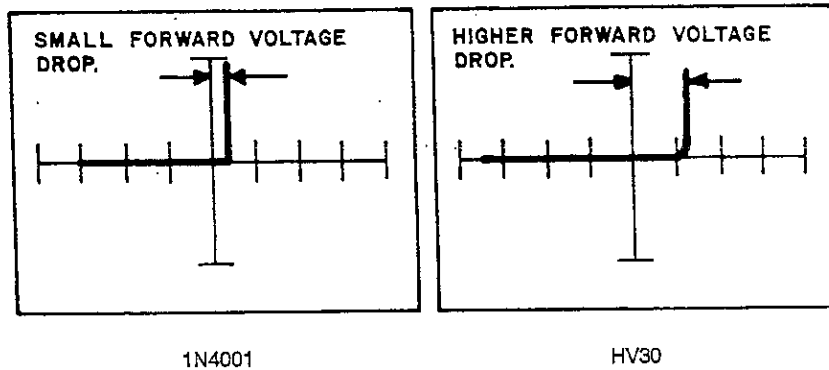 SMALL FORWARD VOLTAGE
DROP.
HIGHER FORWARD VOLTAGE
DROP.
1N4001
HV30